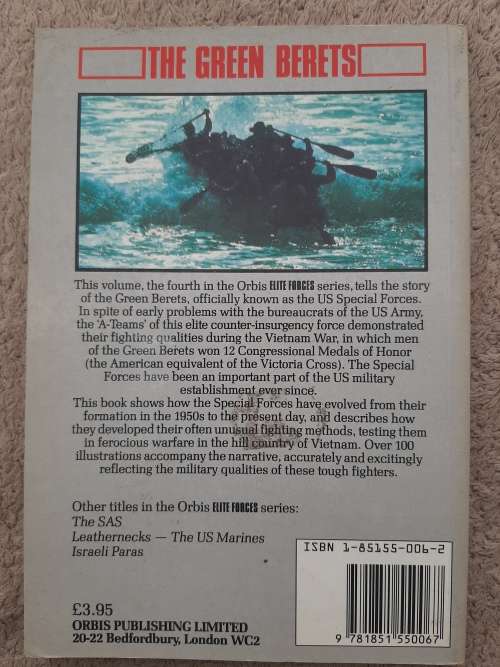 THE GREEN BERETS
This volume, the fourth in the Orbis ELITE FORCES series, tells the story
of the Green Berets, officially known as the US Special Forces.
In spite of early problems with the bureaucrats of the US Army,
the 'A-Teams' of this elite counter-insurgency force demonstrated
their fighting qualities during the Vietnam War, in which men
of the Green Berets won 12 Congressional Medals of Honor
(the American equivalent of the Victoria Cross). The Special
Forces have been an important part of the US military
establishment ever since.
This book shows how the Special Forces have evolved from their
formation in the 1950s to the present day, and describes how
they developed their often unusual fighting methods, testing them
in ferocious warfare in the hill country of Vietnam. Over 100
illustrations accompany the narrative, accurately and excitingly
reflecting the military qualities of these tough fighters.
Other titles in the Orbis ELITE FORCES series:
The SAS
Leathernecks — The US Marines
Israeli Paras
£3.95
ORBIS PUBLISHING LIMITED
20-22 Bedfordbury, London WC2
ISBN 1-85155-006-2
9 781851 550067